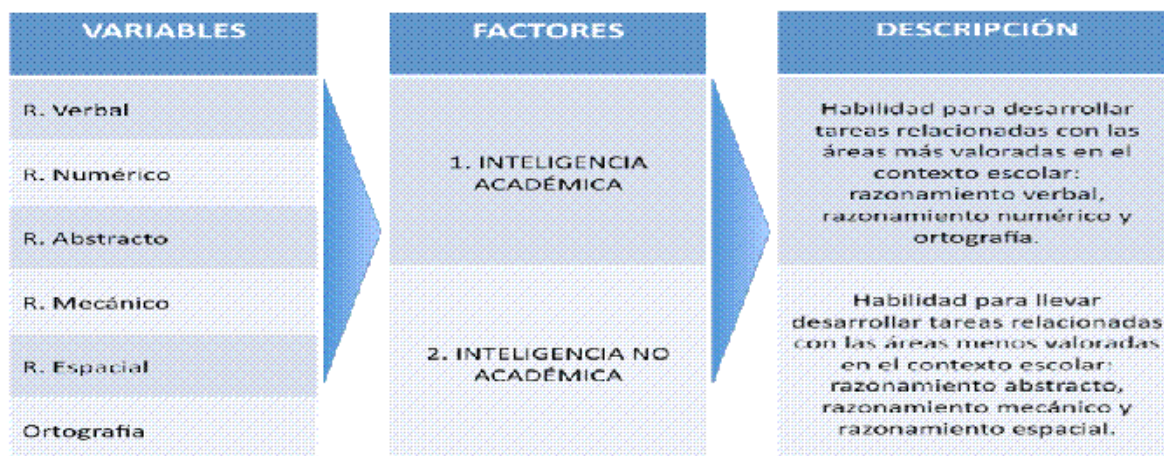 VARIABLES
R. Verbal
R. Numérico
R. Abstracto
R. Mecánico
R. Espacial
Ortografía
FACTORES
1. INTELIGENCIA
ACADÉMICA
2. INTELIGENCIA NO
ACADÉMICA
DESCRIPCIÓN
Habilidad para desarrollar
tareas relacionadas con las
áreas más valoradas en el
contexto escolar:
razonamiento verbal,
razonamiento numérico y
ortografía.
Habilidad para llevar
desarrollar tareas relacionadas
con las áreas menos valoradas
en el contexto escolar:
razonamiento abstracto,
razonamiento mecánico y
razonamiento espacial.